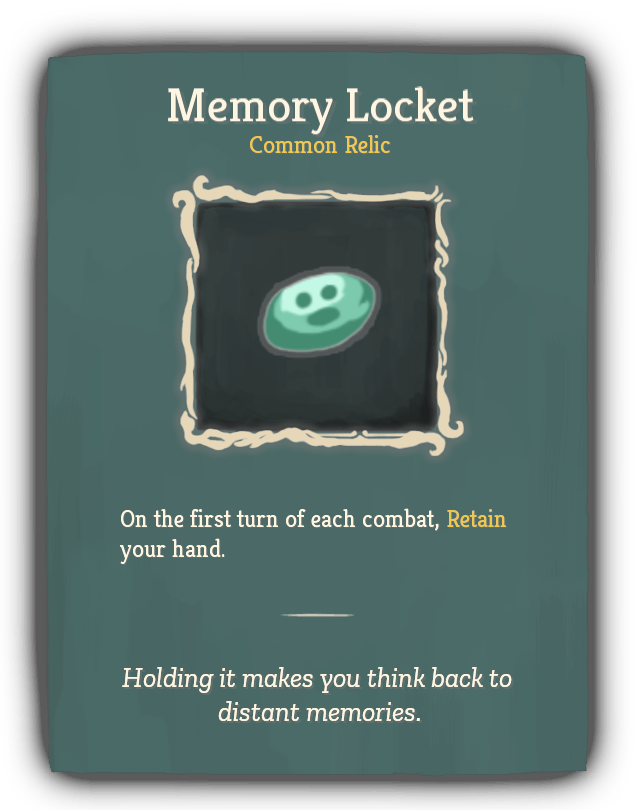 Memory Locket
Common Relic
On the first turn of each combat, Retain
your hand.
Holding it makes you think back to
distant memories.